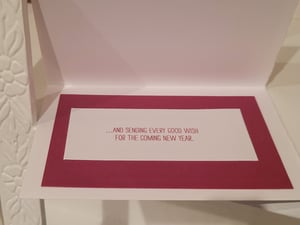 ...AND SENDING EVERY GOOD WISH
FOR THE COMING NEW YEAR.